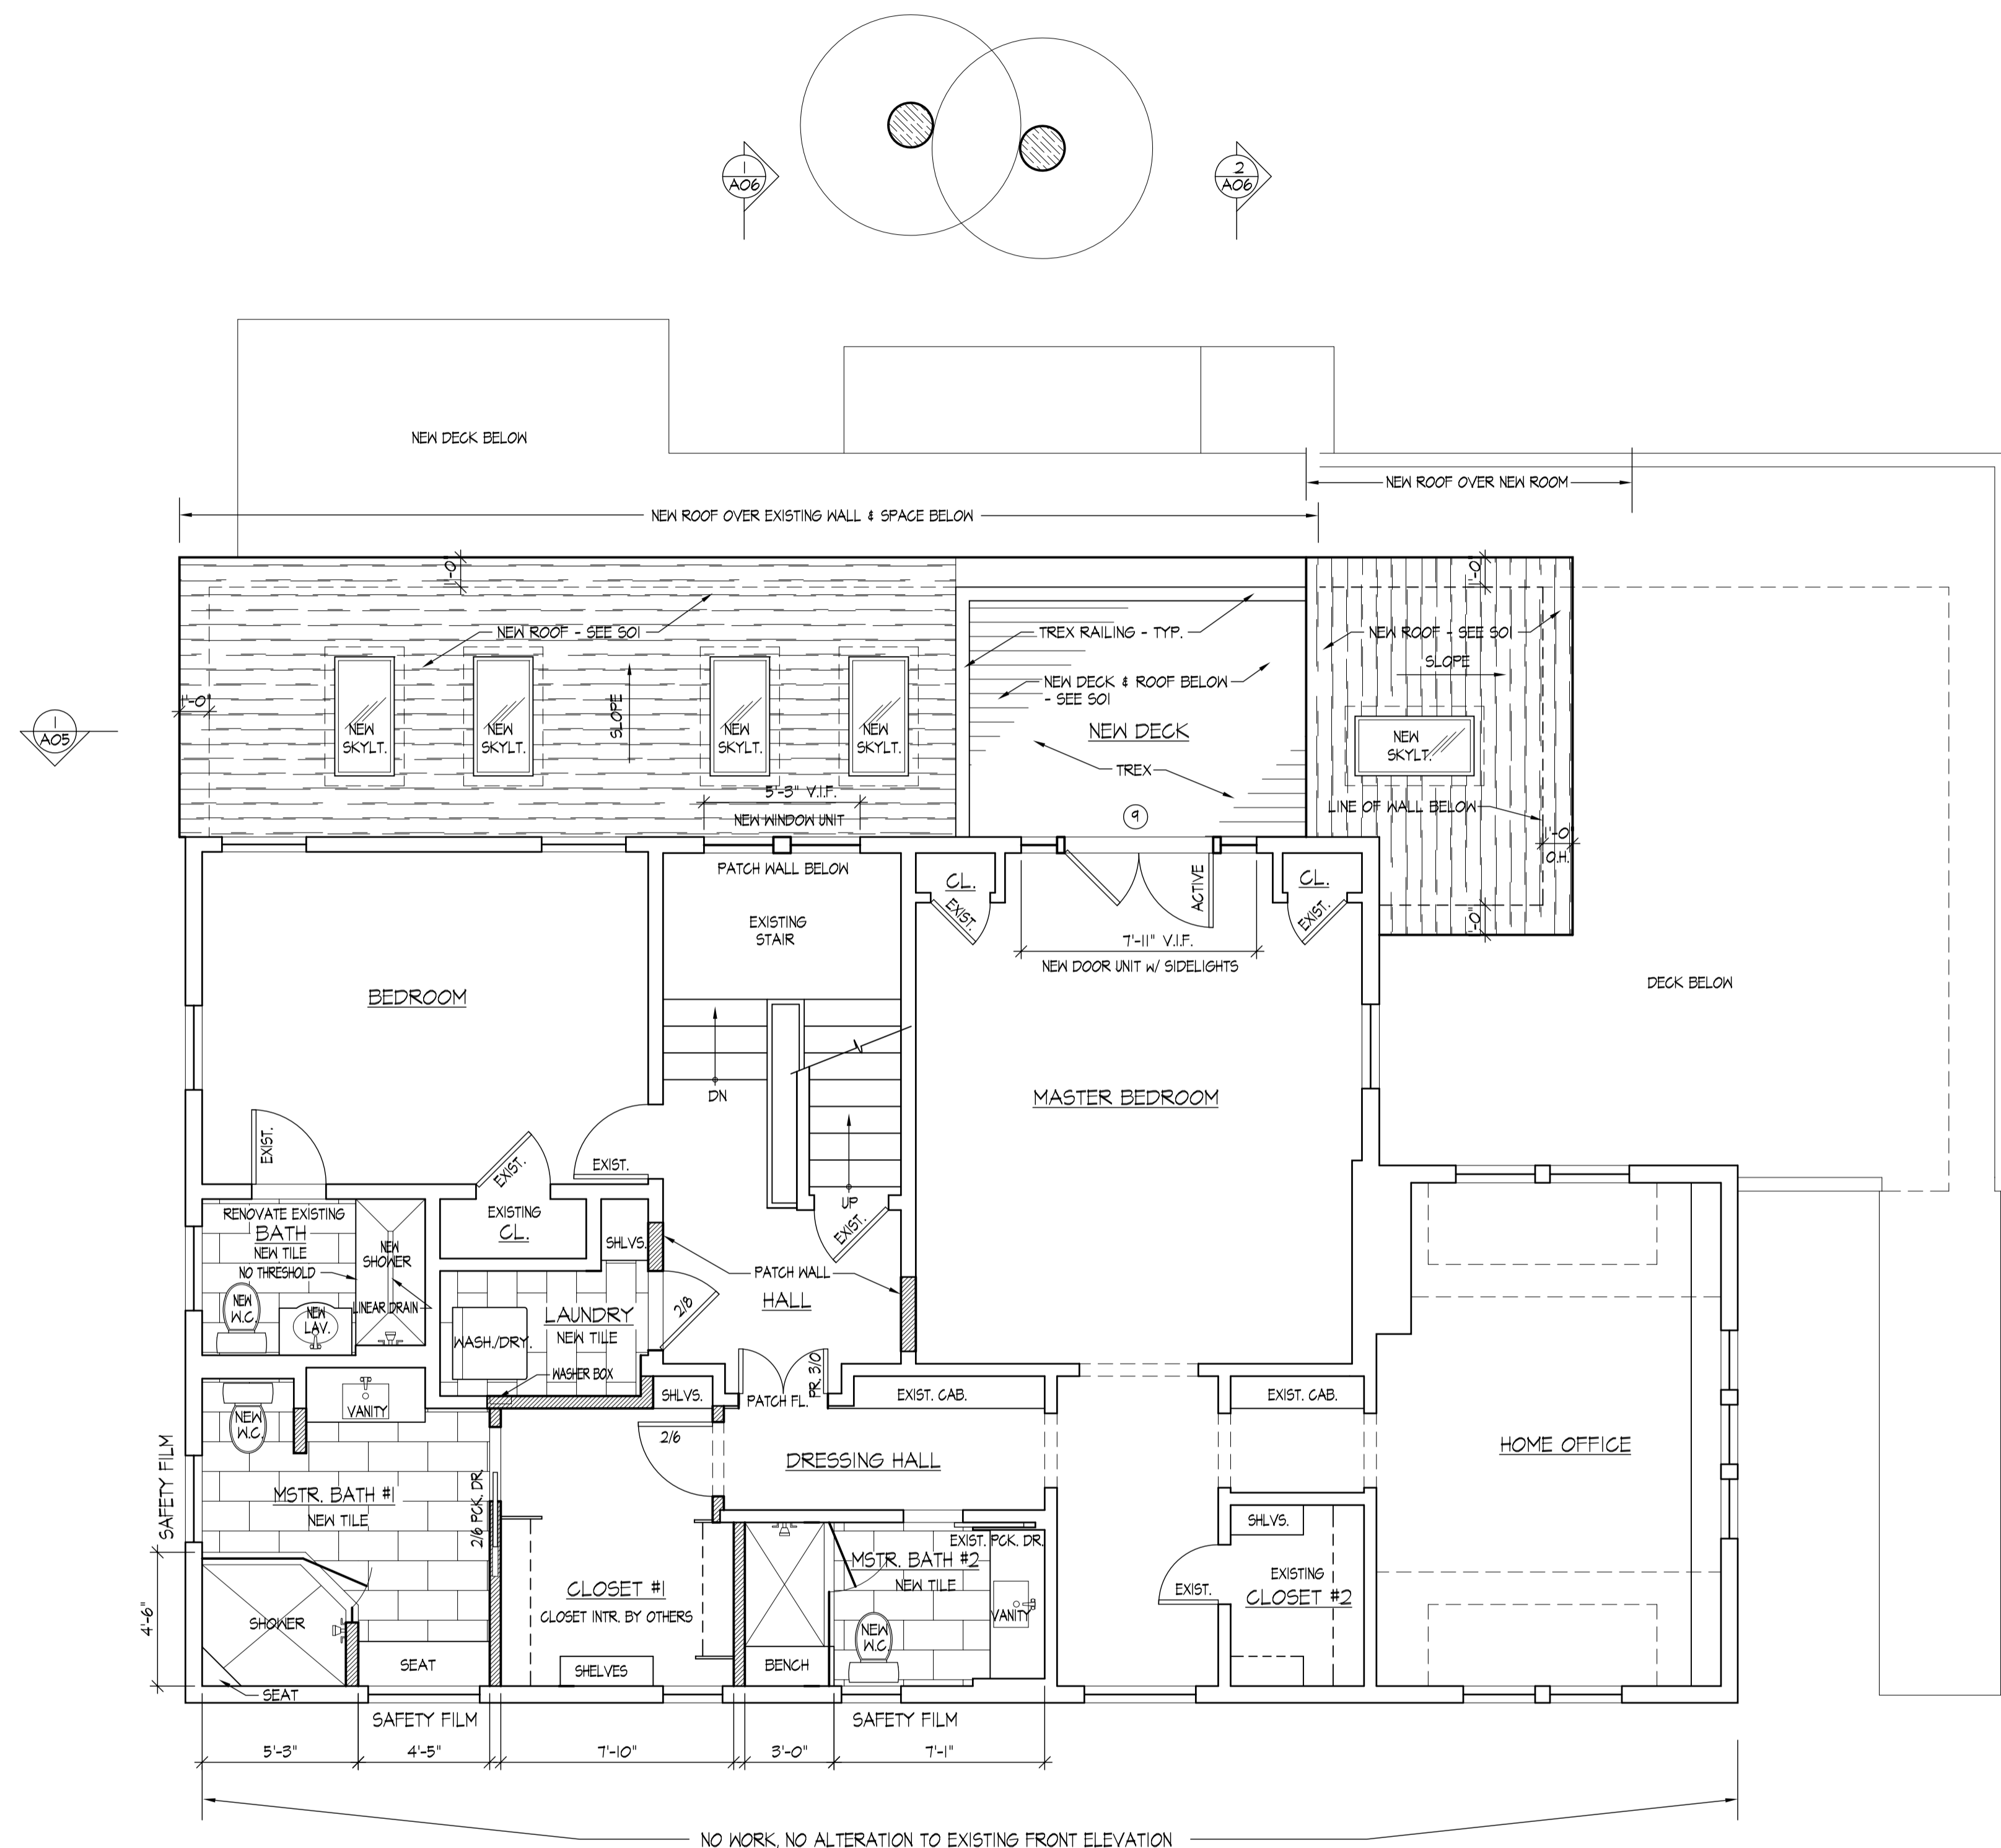 1
A06
2
A06
NEW DECK BELOW
NEW ROOF OVER NEW ROOM
NEW ROOF OVER EXISTING WALL & SPACE BELOW
1'-0"
1'-0"
NEW ROOF - SEE S01
TREX RAILING - TYP.
NEW ROOF - SEE S01
SLOPE
NEW DECK & ROOF BELOW
- SEE S01
1'-0"
SLOPE
1
A05
NEW
SKYLT.
NEW
SKYLT.
NEW
SKYLT.
NEW
SKYLT.
NEW DECK
NEW
SKYLT.
TREX
5'-3" V.I.F.
NEW WINDOW UNIT
9
LINE OF WALL BELOW
1'-0"
O.H.
PATCH WALL BELOW
CL.
EXIST.
ACTIVE
CL.
EXIST.
1'-0"
EXISTING
STAIR
7'-11" V.I.F.
NEW DOOR UNIT w/ SIDELIGHTS
DECK BELOW
BEDROOM
DN
MASTER BEDROOM
EXIST.
EXIST.
EXIST.
UP
EXIST.
RENOVATE EXISTING
BATH
NEW TILE
NO THRESHOLD
NEW
SHOWER
LINEAR DRAIN
NEW
W.C.
NEW
LAV.
EXISTING
CL.
SHLVS.
PATCH WALL
HALL
2/8
LAUNDRY
NEW TILE
WASH./DRY.
WASHER BOX
SHLVS.
PATCH FL.
PR. 3/0
EXIST. CAB.
EXIST. CAB.
NEW
W.C.
VANITY
2/6
DRESSING HALL
HOME OFFICE
SAFETY FILM
MSTR. BATH #1
NEW TILE
2/6 PCK. DR.
SHLVS.
EXIST. PCK. DR.
MSTR. BATH #2
NEW TILE
EXISTING
CLOSET #2
EXIST.
CLOSET #1
CLOSET INTR. BY OTHERS
VANITY
4'-6"
SHOWER
NEW
W.C.
SEAT
SHELVES
BENCH
SEAT
SAFETY FILM
SAFETY FILM
5'-3"
4'-5"
7'-10"
3'-0"
7'-1"
NO WORK, NO ALTERATION TO EXISTING FRONT ELEVATION